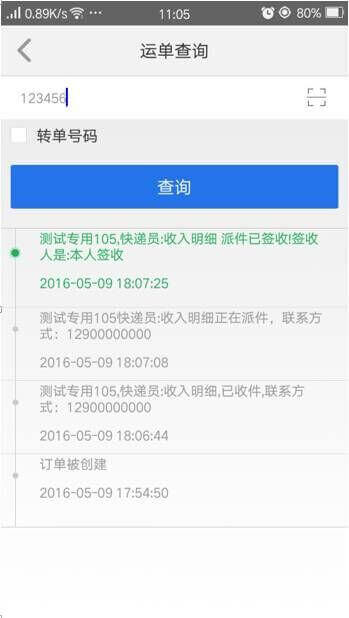 0.89K/s ··· 11:05 80%
运单查询
123456
转单号码
查询
测试专用105,快递员:收入明细 派件已签收!签收
人是:本人签收
2016-05-09 18:07:25
测试专用105快递员:收入明细正在派件，联系方
式：12900000000
2016-05-09 18:07:08
测试专用105,快递员:收入明细,已收件,联系方
式：12900000000
2016-05-09 18:06:44
订单被创建
2016-05-09 17:54:50